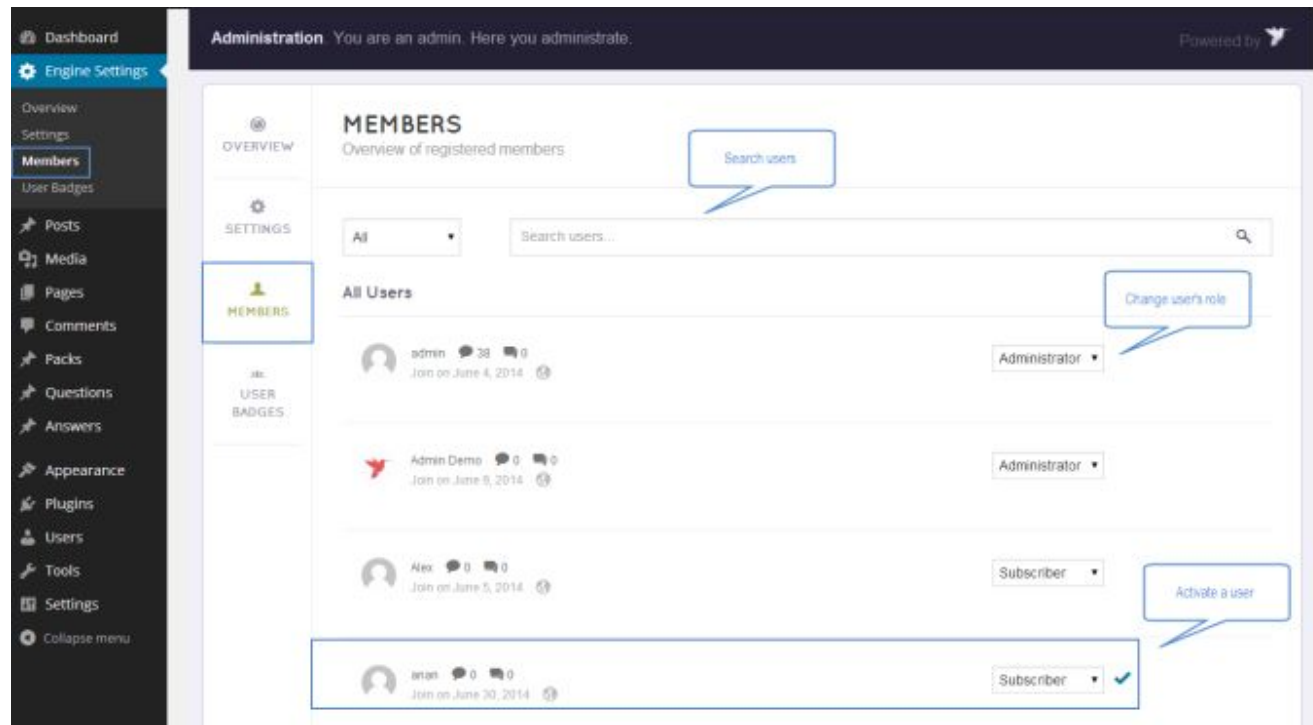 Dashboard
Engine Settings
Overview
Settings
Members
User Badges
Posts
Media
Pages
Comments
Packs
Questions
Answers
Appearance
Plugins
Users
Tools
Settings
Collapse menu
Administration. You are an admin. Here you administrate.
Powered by
OVERVIEW
SETTINGS
MEMBERS
USER
BADGES
MEMBERS
Overview of registered members
Search users
All
Search users...
All Users
Change user's role
admin 38 0
Join on June 4, 2014
Administrator
Admin Demo 0 0
Join on June 9, 2014
Administrator
Alex 0 0
Join on June 5, 2014
Subscriber
Activate a user
anan 0 0
Join on June 30, 2014
Subscriber